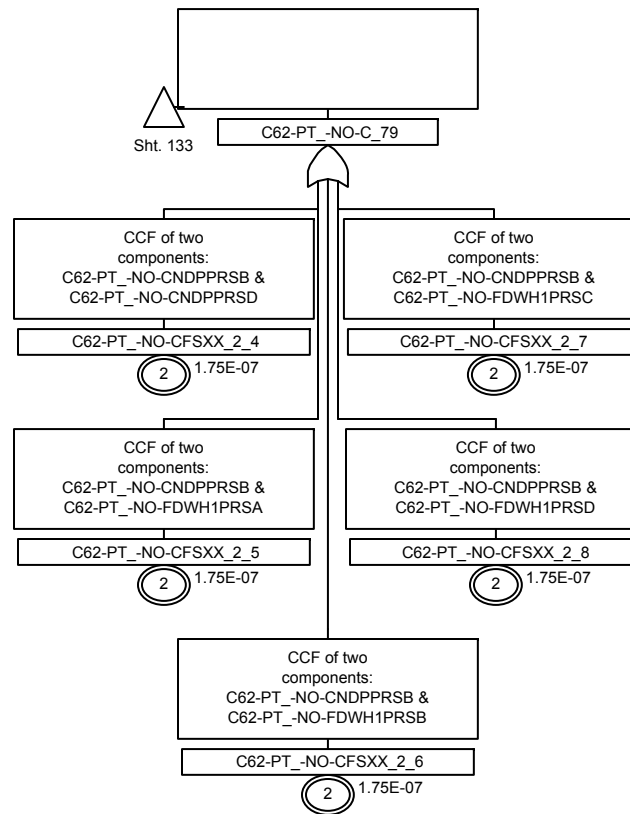 Sht. 133
C62-PT_-NO-C_79
CCF of two
components:
C62-PT_-NO-CNDPPRSB &
C62-PT_-NO-CNDPPRSD
C62-PT_-NO-CFSXX_2_4
2
1.75E-07
CCF of two
components:
C62-PT_-NO-CNDPPRSB &
C62-PT_-NO-FDWH1PRSC
C62-PT_-NO-CFSXX_2_7
2
1.75E-07
CCF of two
components:
C62-PT_-NO-CNDPPRSB &
C62-PT_-NO-FDWH1PRSA
C62-PT_-NO-CFSXX_2_5
2
1.75E-07
CCF of two
components:
C62-PT_-NO-CNDPPRSB &
C62-PT_-NO-FDWH1PRSD
C62-PT_-NO-CFSXX_2_8
2
1.75E-07
CCF of two
components:
C62-PT_-NO-CNDPPRSB &
C62-PT_-NO-FDWH1PRSB
C62-PT_-NO-CFSXX_2_6
2
1.75E-07